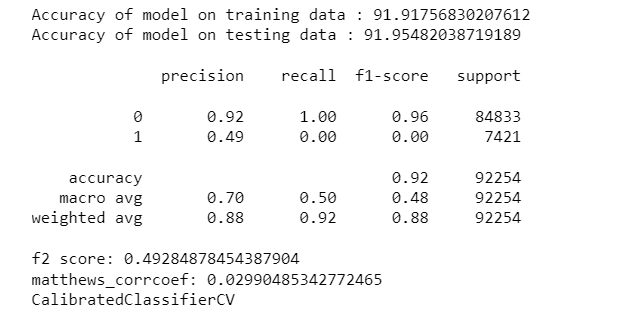 Accuracy of model on training data : 91.91756830207612
Accuracy of model on testing data : 91.95482038719189
precision recall f1-score support
0 0.92 1.00 0.96 84833
1 0.49 0.00 0.00 7421
accuracy 0.92 92254
macro avg 0.70 0.50 0.48 92254
weighted avg 0.88 0.92 0.88 92254
f2 score: 0.49284878454387904
matthews_corrcoef: 0.02990485342772465
CalibratedClassifierCV